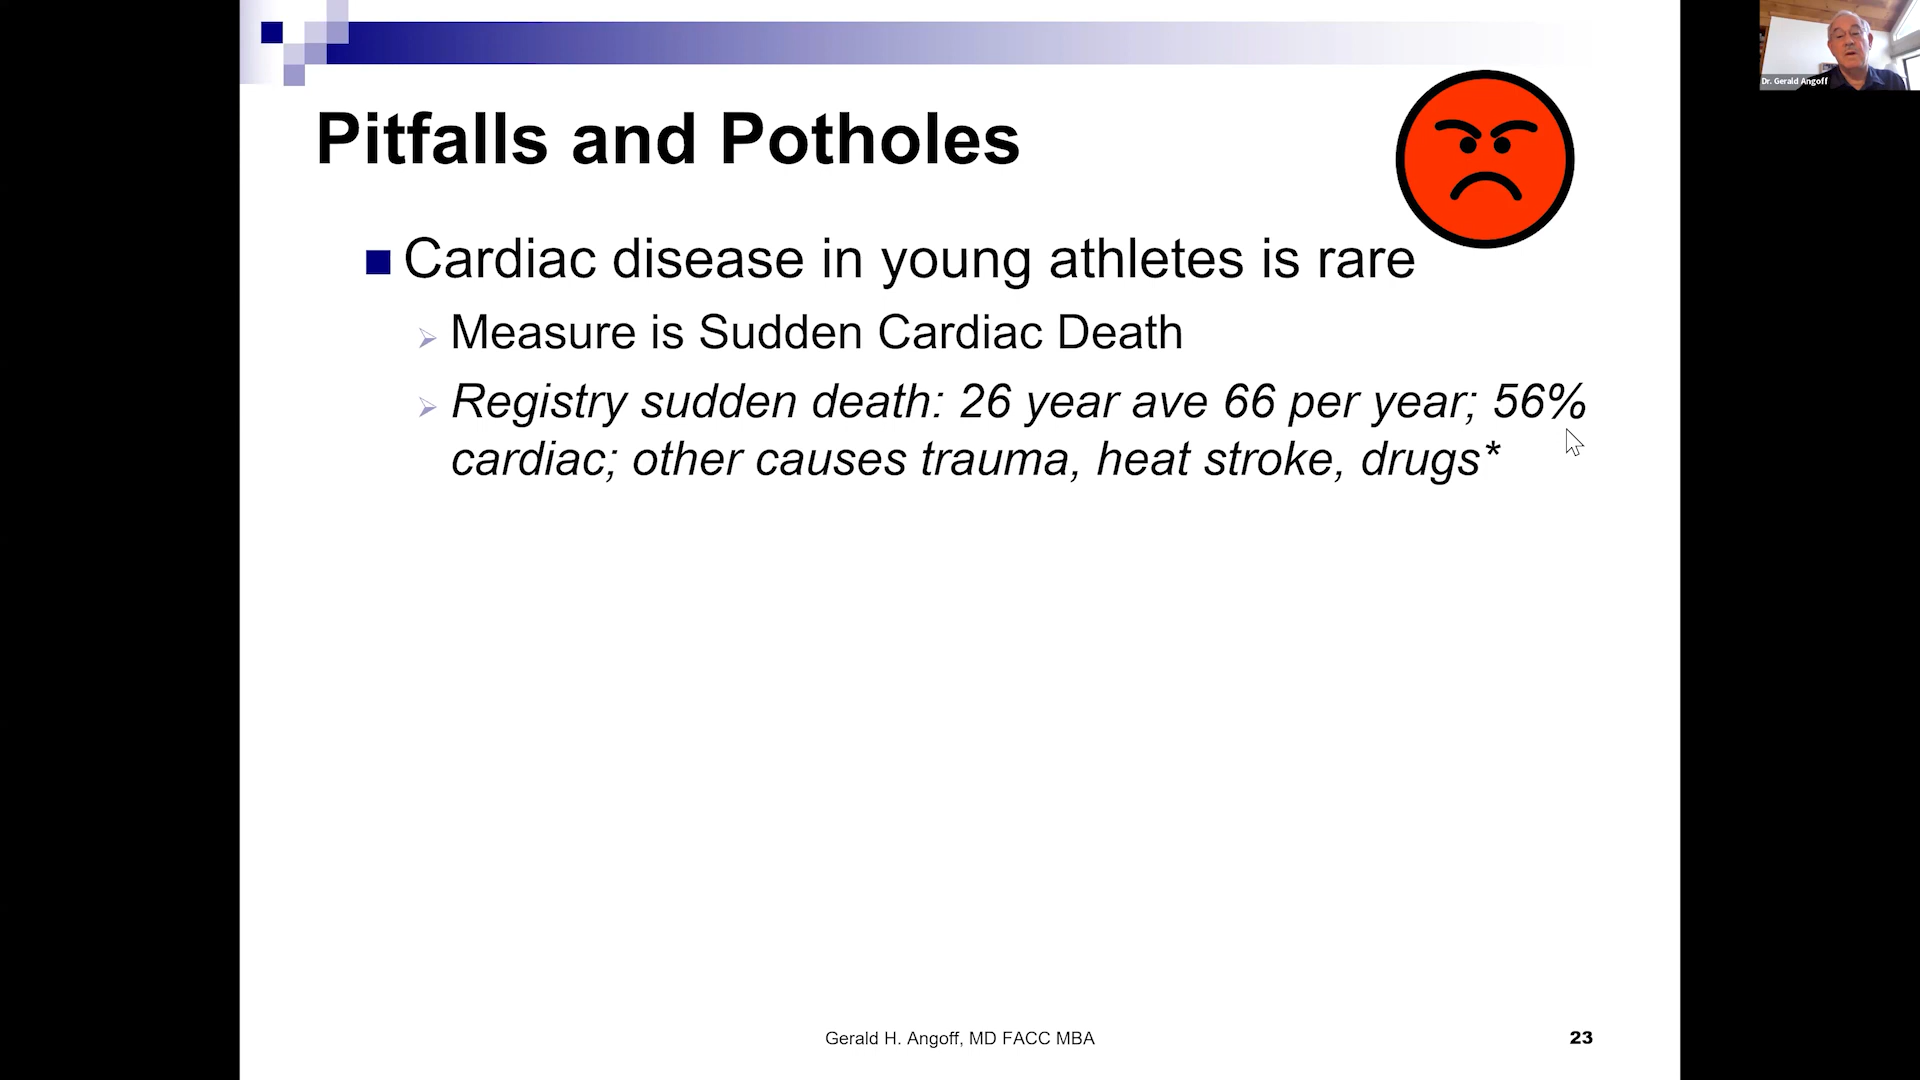 Dr. Gerald Angoff
Pitfalls and Potholes
Cardiac disease in young athletes is rare
Measure is Sudden Cardiac Death
Registry sudden death: 26 year ave 66 per year; 56%
cardiac; other causes trauma, heat stroke, drugs*
Gerald H. Angoff, MD FACC MBA
23